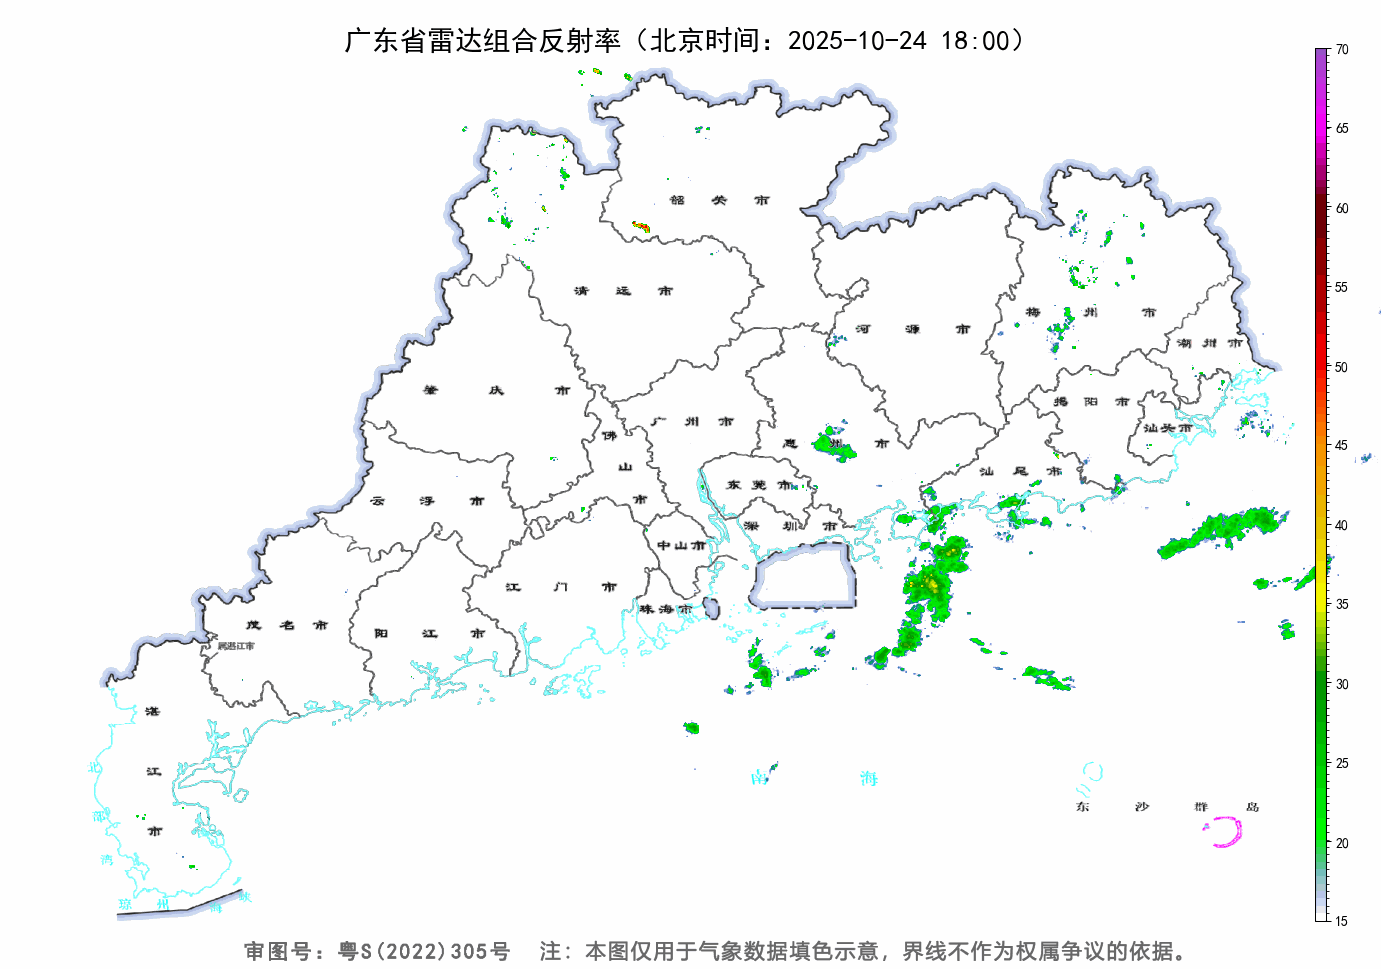 广东省雷达组合反射率（北京时间：2025-10-24 18:00）
70
65
60
55
50
45
40
35
30
25
20
15
韶关市
清远市
河源市
梅州市
潮州市
肇庆市
广州市
佛山市
惠州市
揭阳市
汕头市
汕尾市
云浮市
东莞市
深圳市
中山市
江门市
珠海市
茂名市
阳江市
属湛江市
湛江市
北部湾
琼州海峡
南海
东沙群岛
审图号：粤S(2022)305号 注：本图仅用于气象数据填色示意，界线不作为权属争议的依据。